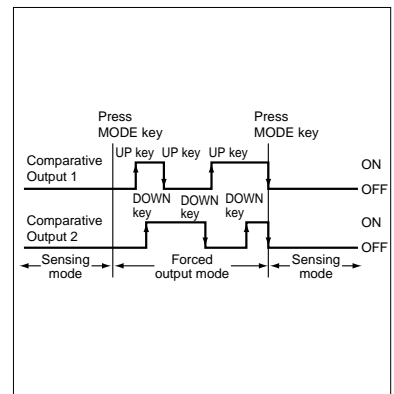 Press
MODE key
Press
MODE key
UP key UP key UP key
Comparative
Output 1
ON
OFF
DOWN
key
DOWN
key
DOWN
key
Comparative
Output 2
ON
OFF
Sensing
mode
Forced
output mode
Sensing
mode